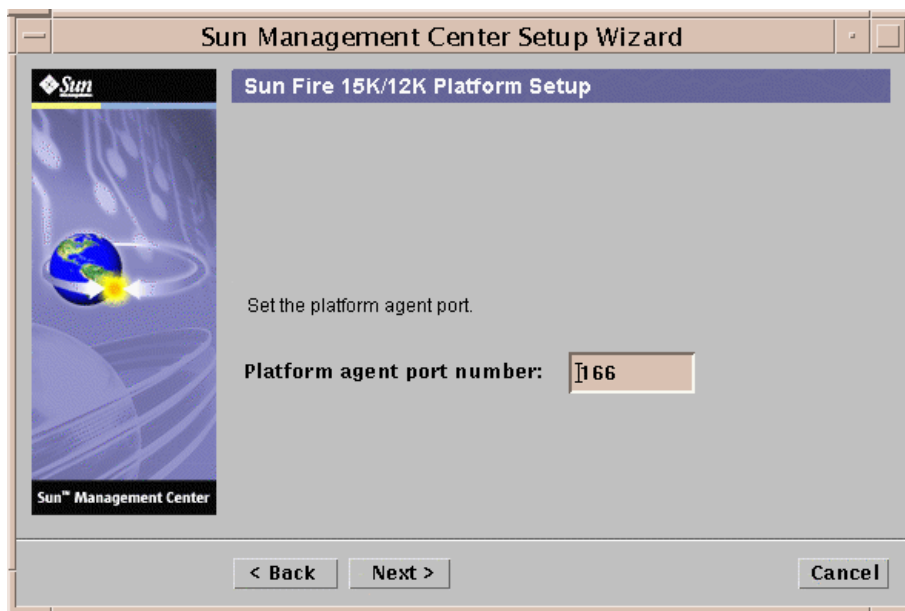 Sun Management Center Setup Wizard
Sun
Sun Fire 15K/12K Platform Setup
Set the platform agent port.
Platform agent port number: 166
Sun™ Management Center
< Back Next > Cancel